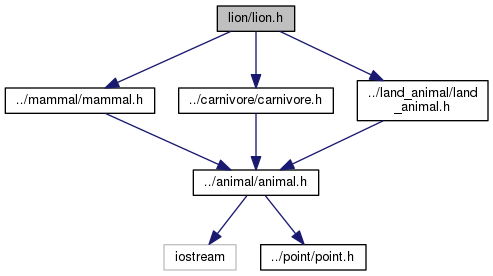 lion/lion.h
../mammal/mammal.h
../carnivore/carnivore.h
../land_animal/land
_animal.h
../animal/animal.h
iostream
../point/point.h